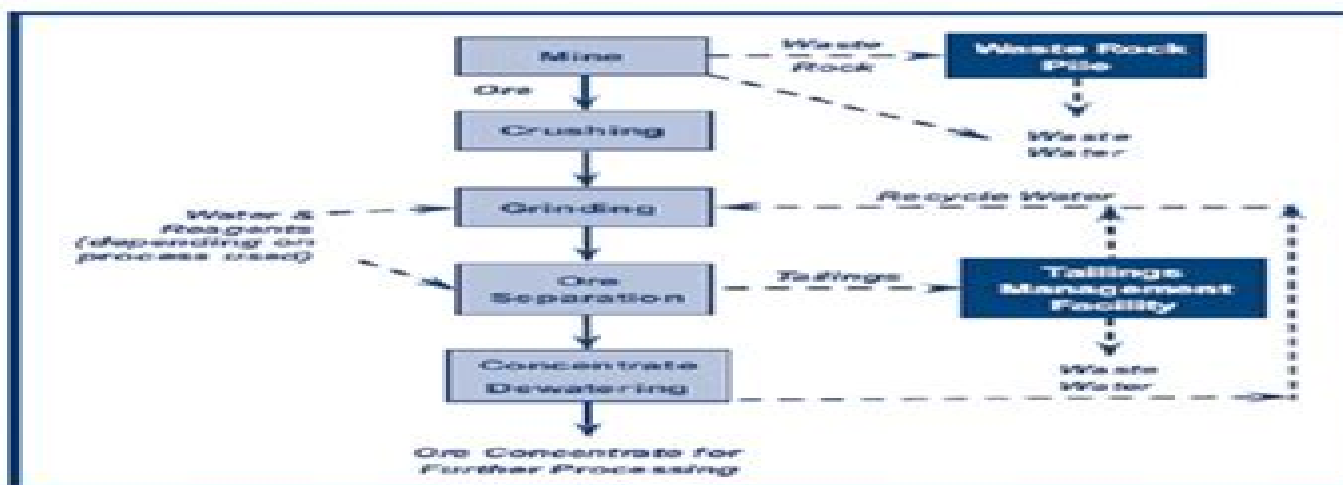 Mine
Waste
Rock
Waste Rock
Pile
Ore
Crushing
Waste
Water
Grinding
Recycle Water
Water &
Reagents
(depending on
process used)
Ore
Separation
Tailings
Tailings
Management
Facility
Concentrate
Dewatering
Waste
Water
Ore Concentrate for
Further Processing